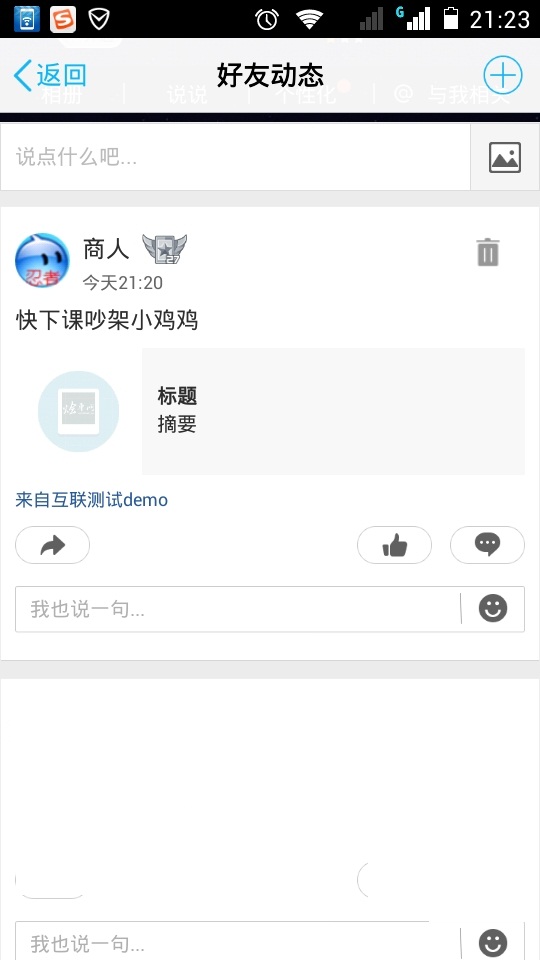 21:23
返回
好友动态
相册
说说
个性化
@ 与我相关
说点什么吧...
商人
27
忍者
今天21:20
快下课吵架小鸡鸡
标题
摘要
来自互联测试demo
我也说一句...
我也说一句...